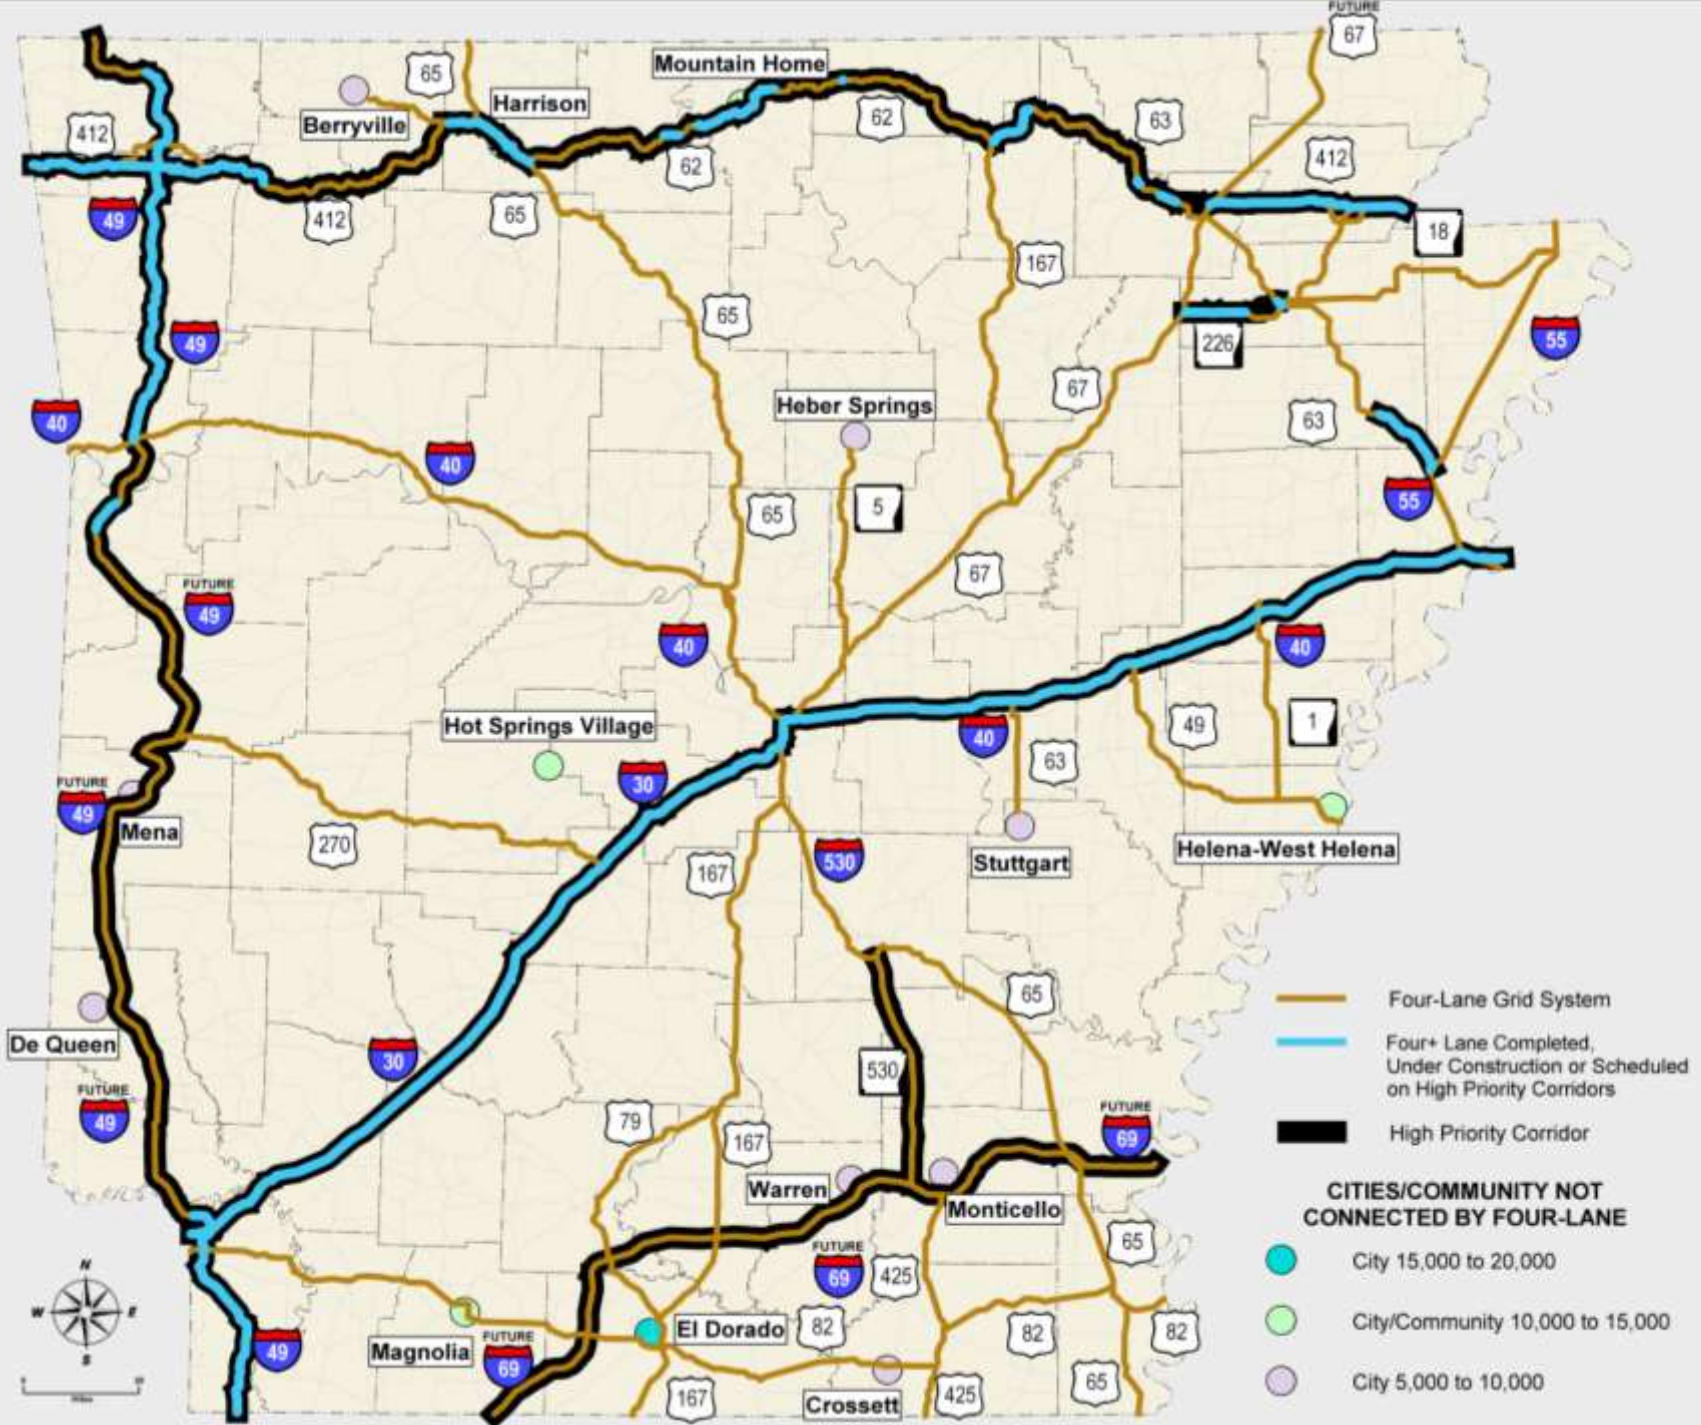 FUTURE
67
65
Mountain Home
Harrison
Berryville
412
62
63
412
62
49
412
65
18
167
65
49
226
55
67
40
Heber Springs
63
40
65
5
55
67
FUTURE
49
40
40
Hot Springs Village
49
1
40
63
30
FUTURE
49
Mena
270
Helena-West Helena
Stuttgart
530
167
65
De Queen
30
530
FUTURE
49
79
167
FUTURE
69
Warren
Monticello
65
FUTURE
69
425
82
El Dorado
82
82
49
Magnolia
FUTURE
69
167
Crossett
425
65
N
W
E
S
Four-Lane Grid System
Four+ Lane Completed,
Under Construction or Scheduled
on High Priority Corridors
High Priority Corridor
CITIES/COMMUNITY NOT
CONNECTED BY FOUR-LANE
City 15,000 to 20,000
City/Community 10,000 to 15,000
City 5,000 to 10,000